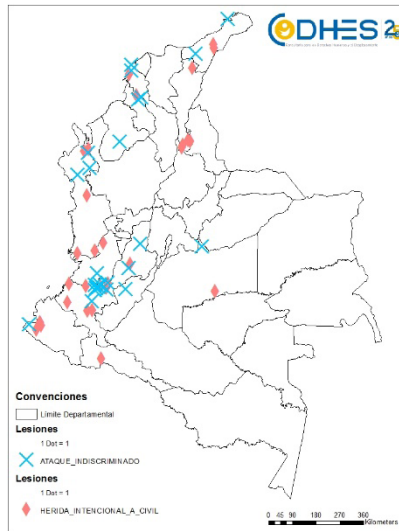 CODHES 2
Convenciones
Límite Departamental
Lesiones
1 Dot = 1
ATAQUE_INDISCRIMINADO
Lesiones
1 Dot = 1
HERIDA_INTENCIONAL_A_CIVIL
0 45 90 180 270 360
Kilometers